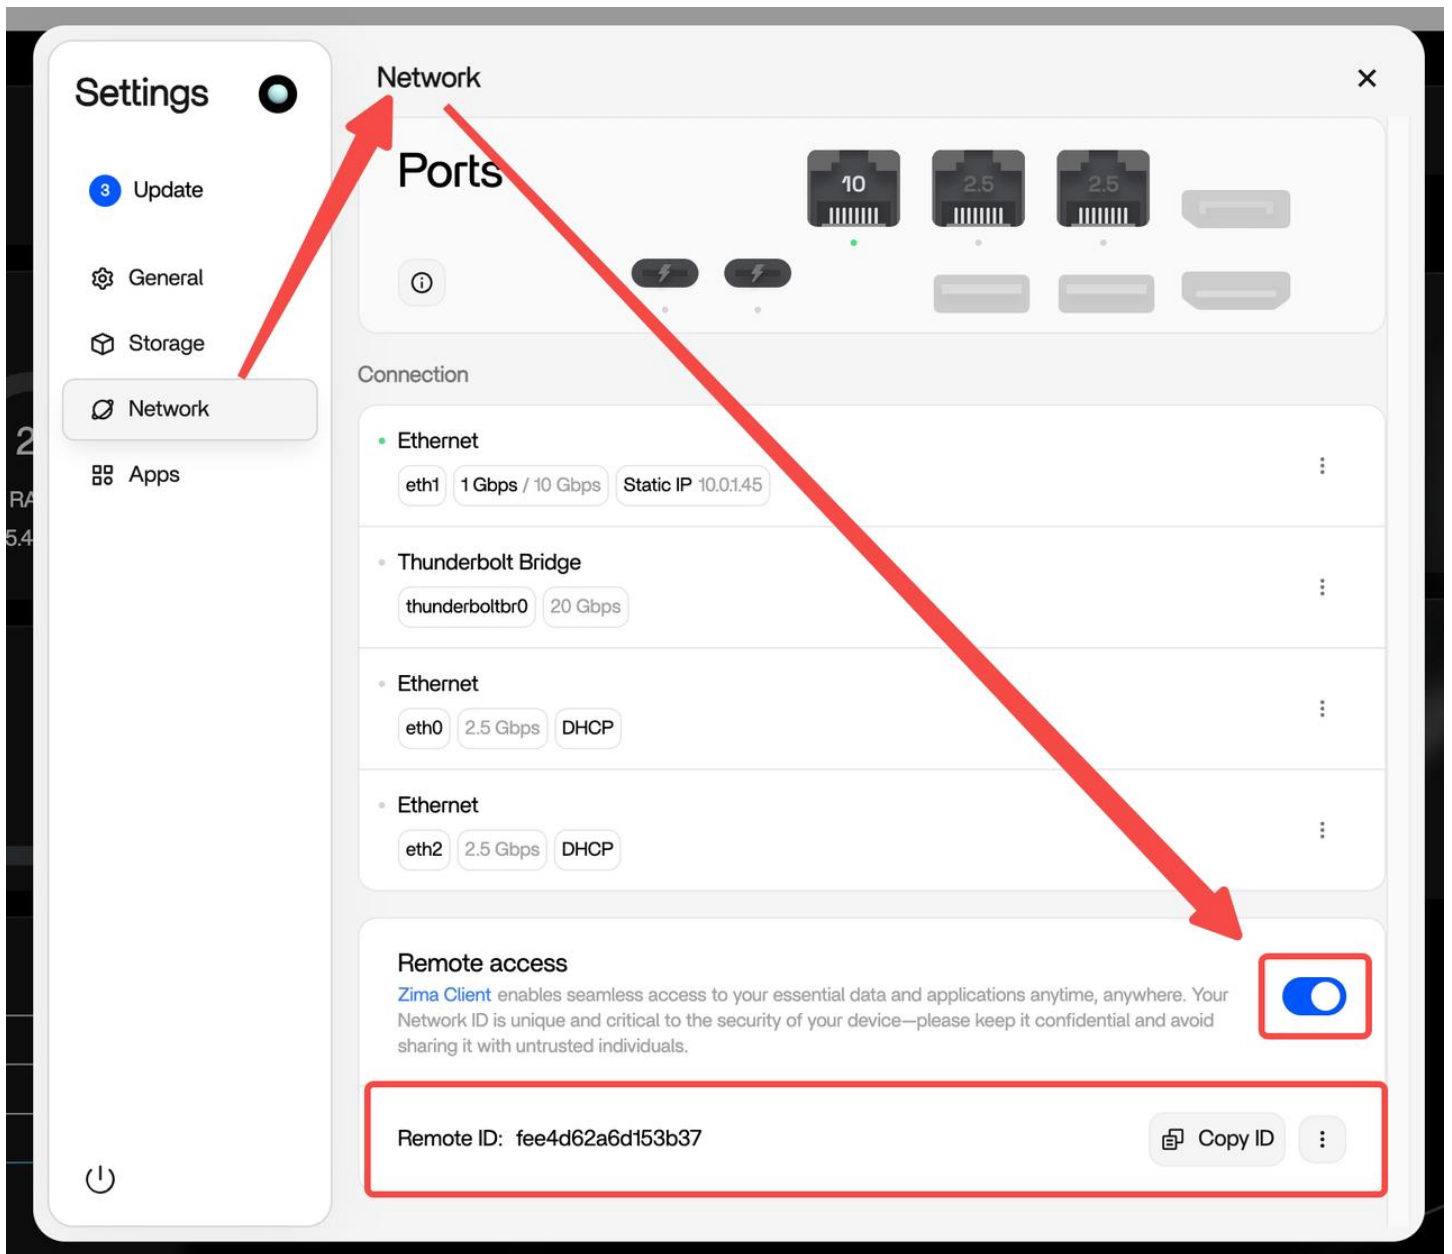 Settings
3 Update
General
Storage
Network
Apps
2
RA
5.4
Network
Ports
10
2.5
2.5
Connection
Ethernet
eth1 1 Gbps / 10 Gbps Static IP 10.0.1.45
Thunderbolt Bridge
thunderboltbr0 20 Gbps
Ethernet
eth0 2.5 Gbps DHCP
Ethernet
eth2 2.5 Gbps DHCP
Remote access
Zima Client enables seamless access to your essential data and applications anytime, anywhere. Your
Network ID is unique and critical to the security of your device—please keep it confidential and avoid
sharing it with untrusted individuals.
Remote ID: fee4d62a6d153b37
Copy ID